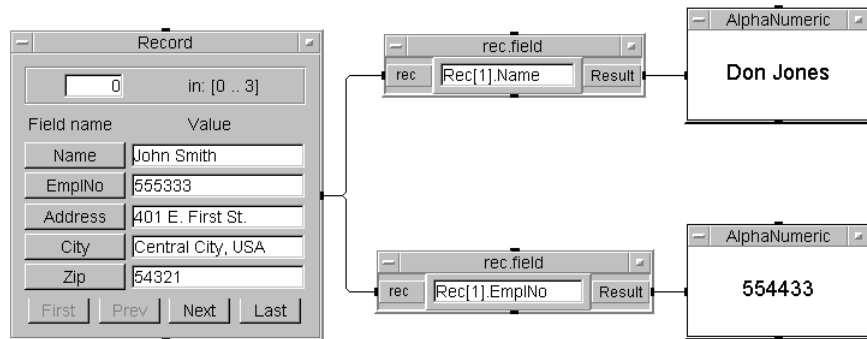 Record
0 in: [0 .. 3]
Field name Value
Name John Smith
EmplNo 555333
Address 401 E. First St.
City Central City, USA
Zip 54321
First Prev Next Last
rec.field
rec Rec[1].Name Result
AlphaNumeric
Don Jones
rec.field
rec Rec[1].EmplNo Result
AlphaNumeric
554433